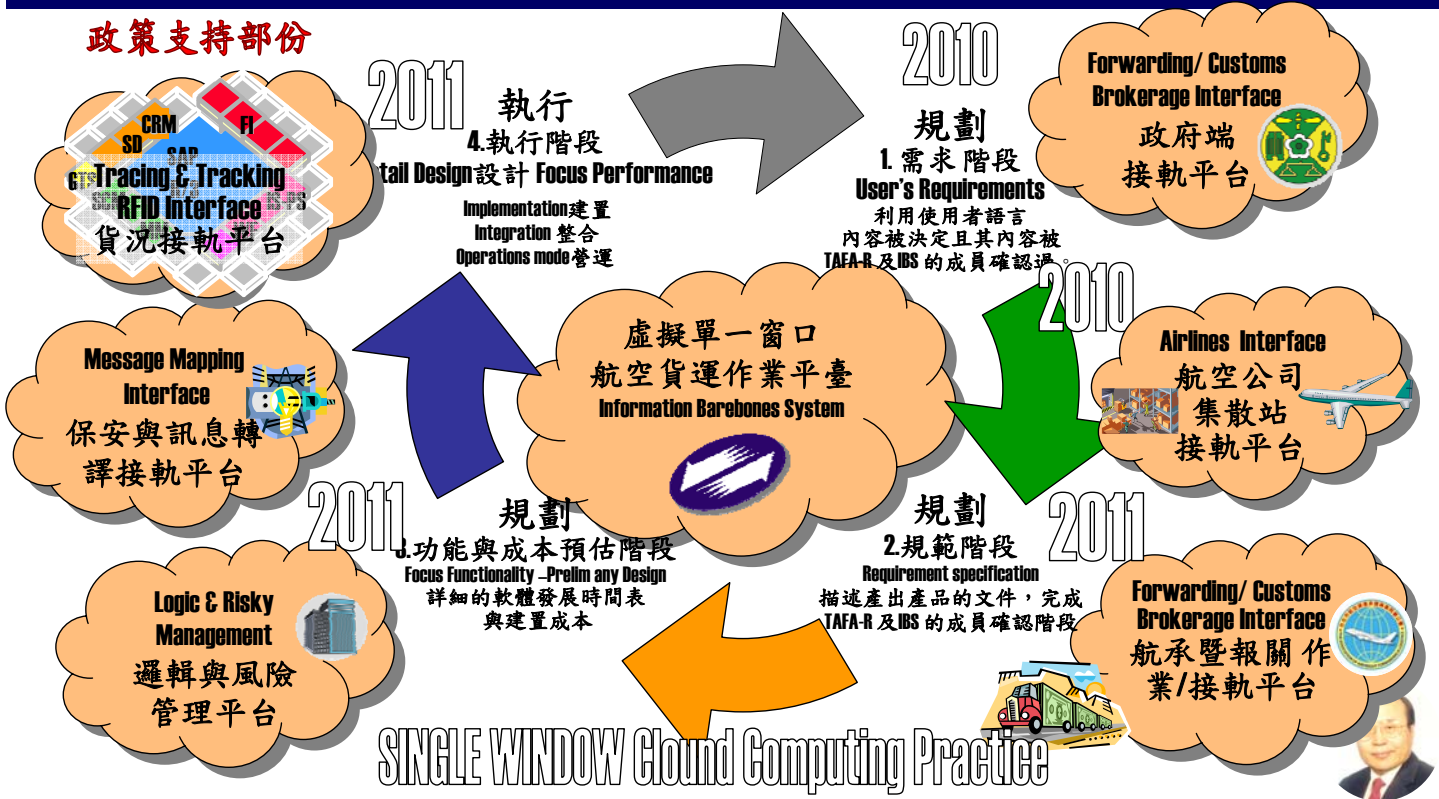 政策支持部份
CRM
FI
SD
SAP
Tracing & Tracking
RFID Interface
貨況接軌平台
2011
執行
4.執行階段
tail Design設計 Focus Performance
Implementation建置
Integration 整合
Operations mode營運
2010
規劃
1. 需求 階段
User's Requirements
利用使用者語言
內容被決定且其內容被
TAFA-R 及IBS 的成員確認過。
Forwarding/ Customs
Brokerage Interface
政府端
接軌平台
2010
Airlines Interface
航空公司
集散站
接軌平台
虛擬單一窗口
航空貨運作業平臺
Information Barebones System
Message Mapping
Interface
保安與訊息轉
譯接軌平台
2011
規劃
3.功能與成本預估階段
Focus Functionality –Prelim any Design
詳細的軟體發展時間表
與建置成本
規劃
2.規範階段
Requirement specification
描述產出產品的文件，完成
TAFA-R 及IBS 的成員確認階段
2011
Forwarding/ Customs
Brokerage Interface
航承暨報關 作
業/接軌平台
Logic & Risky
Management
邏輯與風險
管理平台
SINGLE WINDOW Clound Computing Practice